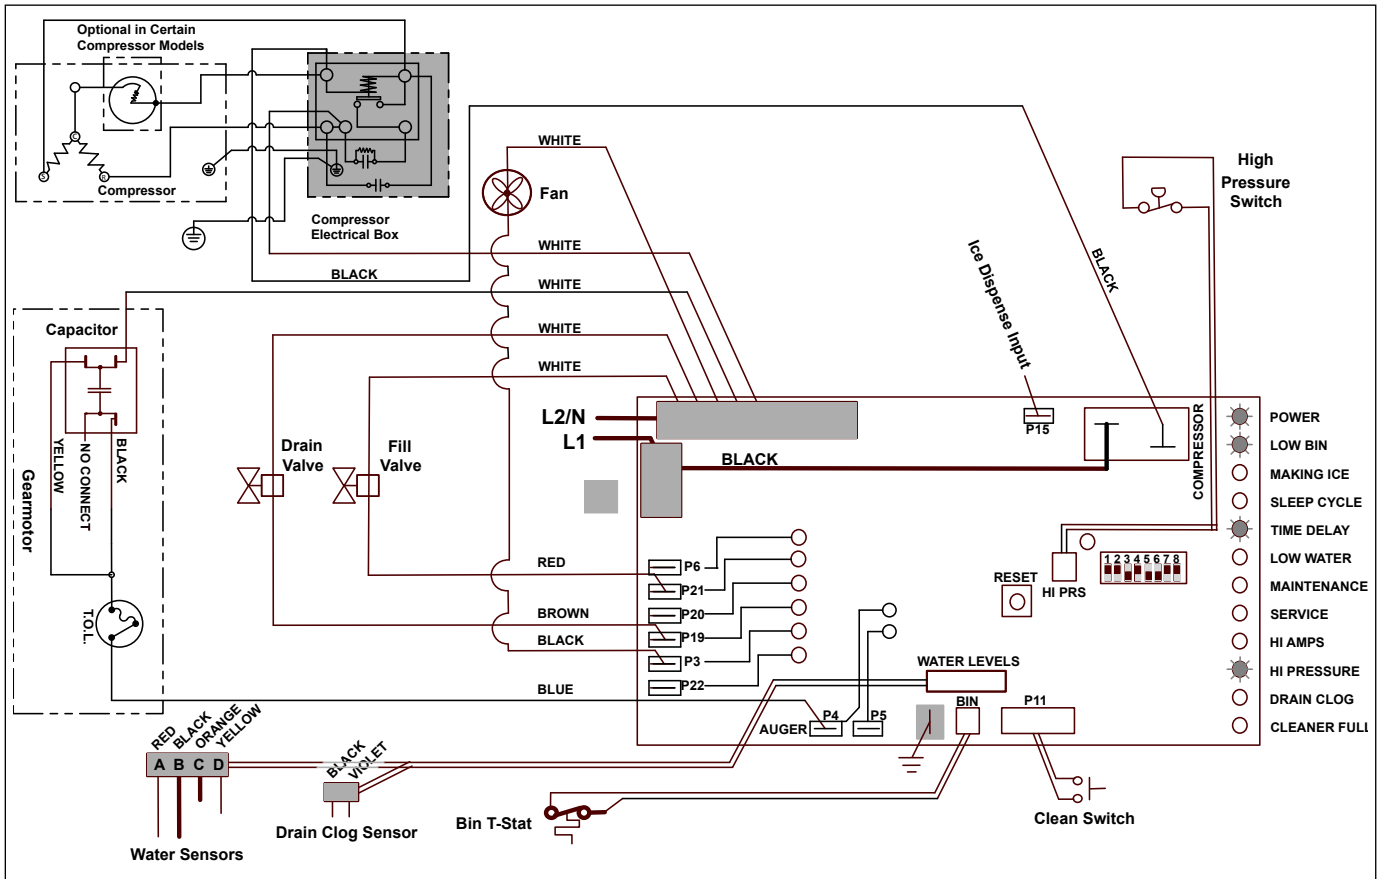 Optional in Certain
Compressor Models
C
S
R
Compressor
Compressor
Electrical Box
WHITE
Fan
WHITE
BLACK
WHITE
WHITE
WHITE
High
Pressure
Switch
BLACK
Ice Dispense Input
P15
COMPRESSOR
Capacitor
YELLOW
NO CONNECT
BLACK
Gearmotor
T.O.L.
Drain
Valve
Fill
Valve
L2/N
L1
BLACK
POWER
LOW BIN
MAKING ICE
SLEEP CYCLE
TIME DELAY
LOW WATER
MAINTENANCE
SERVICE
HI AMPS
HI PRESSURE
DRAIN CLOG
CLEANER FULL
1 2 3 4 5 6 7 8
HI PRS
RESET
RED
BROWN
BLACK
BLUE
P6
P21
P20
P19
P3
P22
WATER LEVELS
AUGER
P4
P5
BIN
P11
RED
BLACK
ORANGE
YELLOW
A B C D
Water Sensors
BLACK
VIOLET
Drain Clog Sensor
Bin T-Stat
Clean Switch